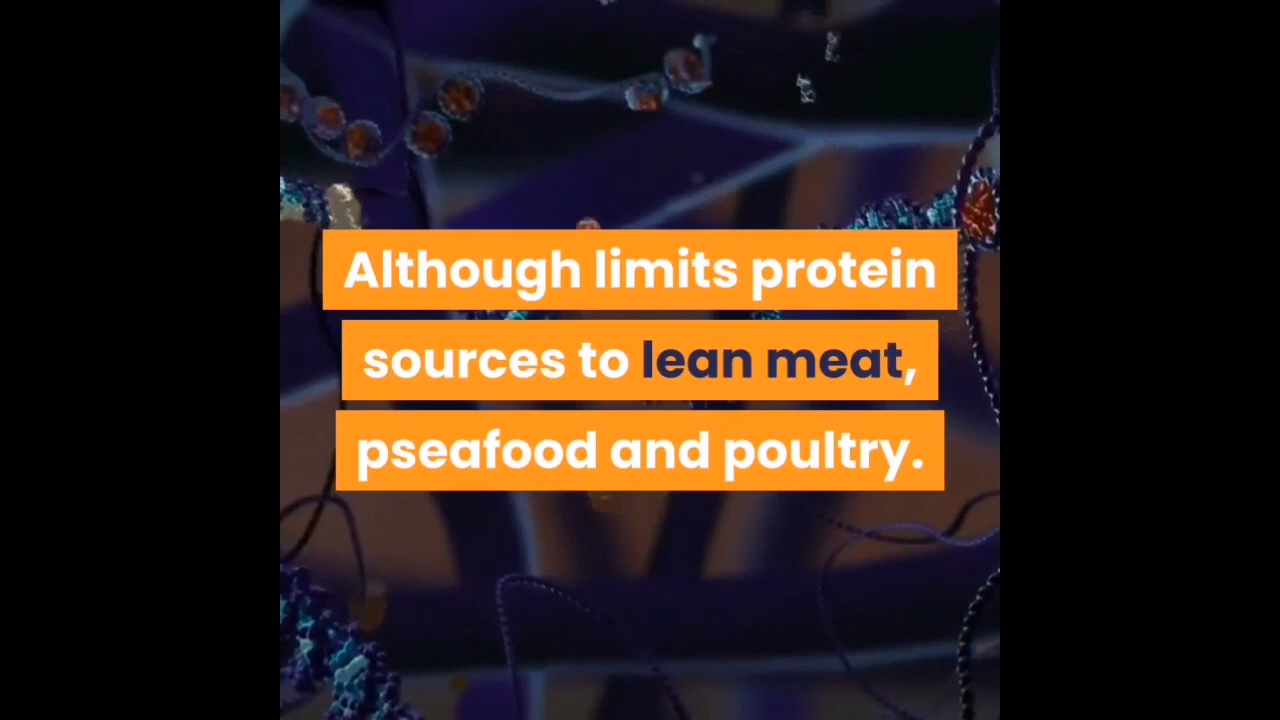 Although limits protein
sources to lean meat,
pseafood and poultry.